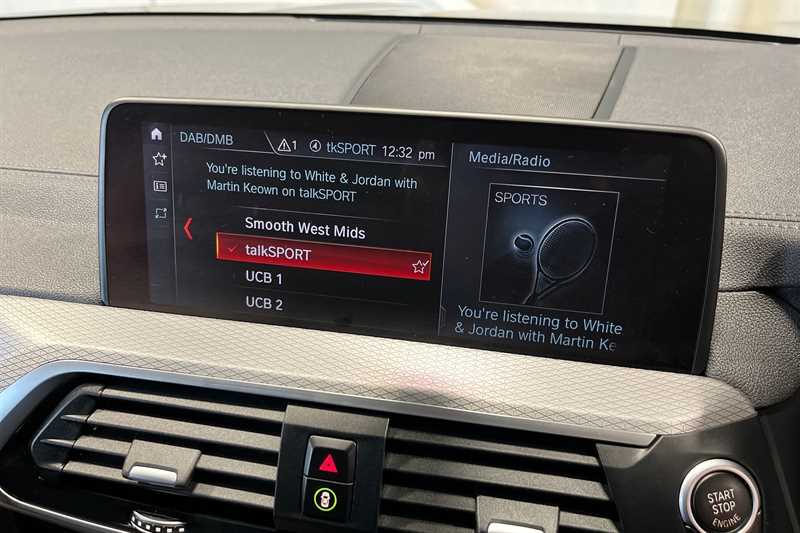 DAB/DMB
1
4 tkSPORT 12:32 pm
You're listening to White & Jordan with
Martin Keown on talkSPORT
Smooth West Mids
talkSPORT
UCB 1
UCB 2
Media/Radio
SPORTS
You're listening to White
& Jordan with Martin Ke
START
STOP
ENGINE